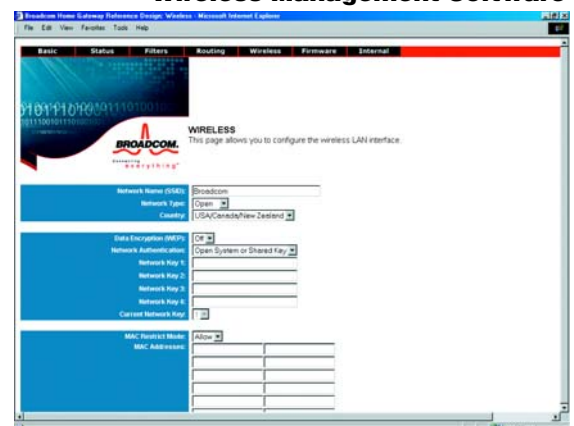 Wireless Management Software
Broadcom Home Gateway Reference Design: Wireless - Microsoft Internet Explorer
File Edit View Favorites Tools Help
Basic Status Filters Routing Wireless Firmware Internal
BROADCOM.
Connecting
everything
WIRELESS
This page allows you to configure the wireless LAN interface.
Network Name (SSID): Broadcom
Network Type: Open
Country: USA/Canada/New Zealand
Data Encryption (WEP): Off
Network Authentication: Open System or Shared Key
Network Key 1:
Network Key 2:
Network Key 3:
Network Key 4:
Current Network Key: 1
MAC Restrict Mode: Allow
MAC Addresses: